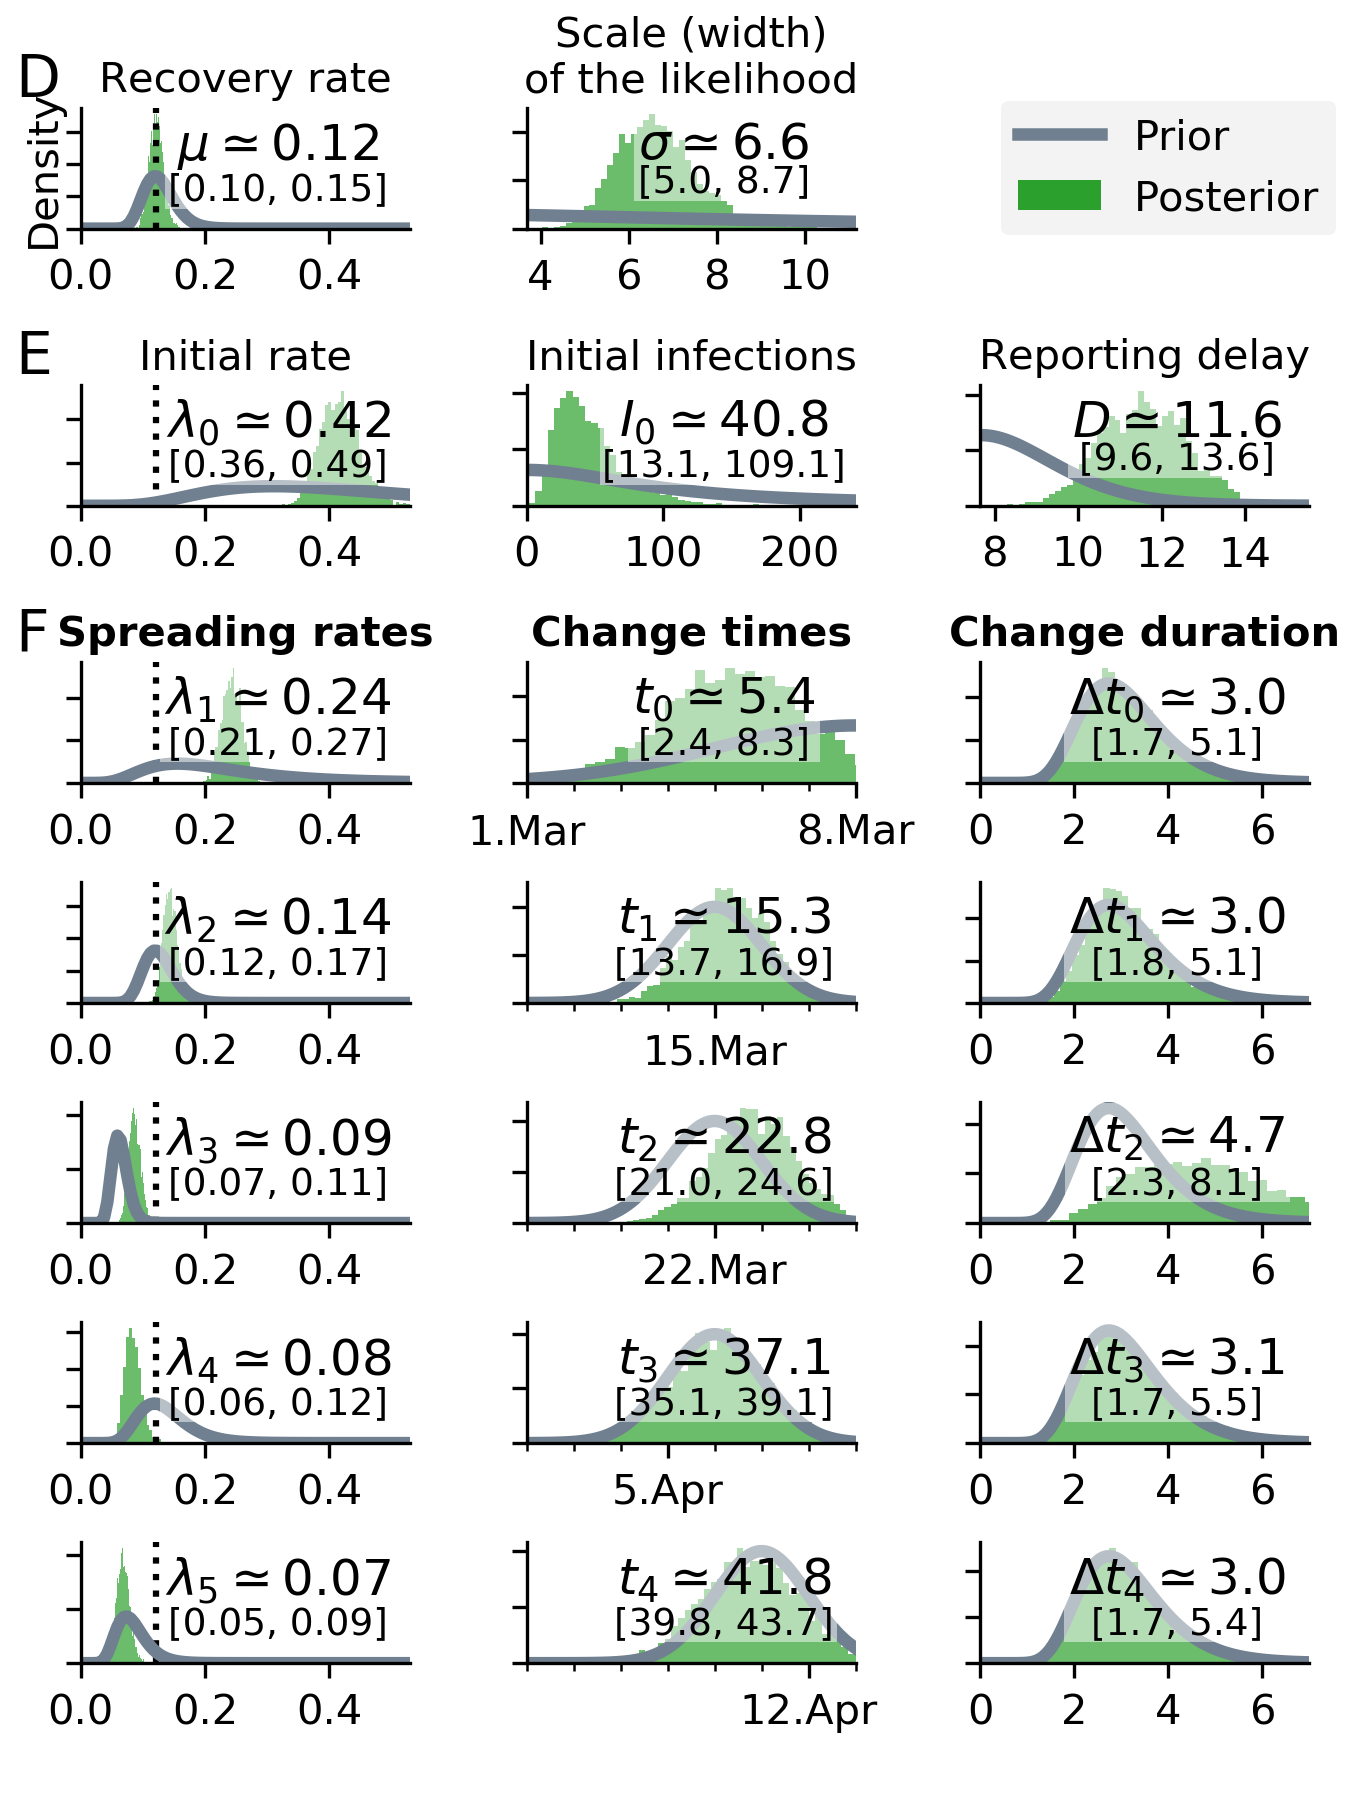 D
Recovery rate
Density
μ ≃ 0.12
[0.10, 0.15]
0.0 0.2 0.4
Scale (width)
of the likelihood
σ ≃ 6.6
[5.0, 8.7]
4 6 8 10
Prior
Posterior
E
Initial rate
λ₀ ≃ 0.42
[0.36, 0.49]
0.0 0.2 0.4
Initial infections
I₀ ≃ 40.8
[13.1, 109.1]
0 100 200
Reporting delay
D ≃ 11.6
[9.6, 13.6]
8 10 12 14
F
Spreading rates
Change times
Change duration
λ₁ ≃ 0.24
[0.21, 0.27]
0.0 0.2 0.4
t₀ ≃ 5.4
[2.4, 8.3]
1.Mar 8.Mar
Δt₀ ≃ 3.0
[1.7, 5.1]
0 2 4 6
λ₂ ≃ 0.14
[0.12, 0.17]
0.0 0.2 0.4
t₁ ≃ 15.3
[13.7, 16.9]
15.Mar
Δt₁ ≃ 3.0
[1.8, 5.1]
0 2 4 6
λ₃ ≃ 0.09
[0.07, 0.11]
0.0 0.2 0.4
t₂ ≃ 22.8
[21.0, 24.6]
22.Mar
Δt₂ ≃ 4.7
[2.3, 8.1]
0 2 4 6
λ₄ ≃ 0.08
[0.06, 0.12]
0.0 0.2 0.4
t₃ ≃ 37.1
[35.1, 39.1]
5.Apr
Δt₃ ≃ 3.1
[1.7, 5.5]
0 2 4 6
λ₅ ≃ 0.07
[0.05, 0.09]
0.0 0.2 0.4
t₄ ≃ 41.8
[39.8, 43.7]
12.Apr
Δt₄ ≃ 3.0
[1.7, 5.4]
0 2 4 6